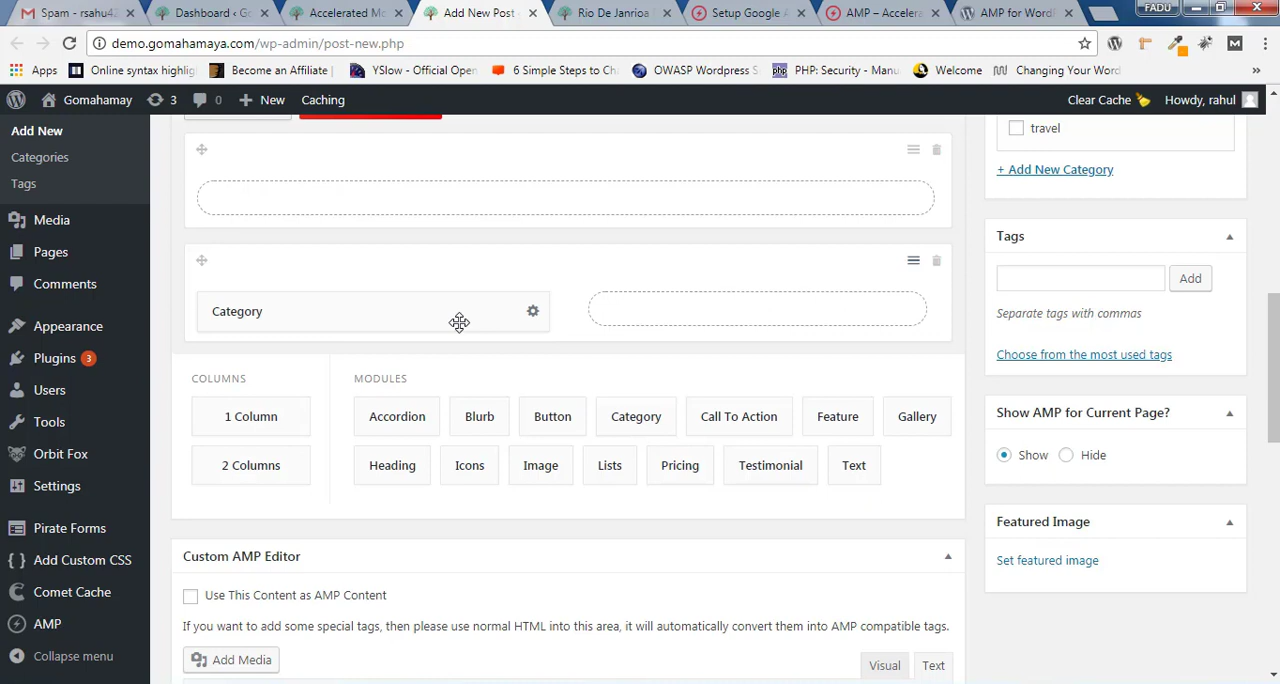 Spam - rsahu42
Dashboard ‹ Go
Accelerated Mo
Add New Post ‹
Rio De Janrioa
Setup Google A
AMP – Acceler
AMP for WordP
FADU
demo.gomahamaya.com/wp-admin/post-new.php
Apps
Online syntax highlig
Become an Affiliate
YSlow - Official Open
6 Simple Steps to Ch
OWASP Wordpress S
PHP: Security - Manu
Welcome
Changing Your Word
»
Gomahamay
3
0
New
Caching
Clear Cache
Howdy, rahul
Add New
Categories
Tags
Media
Pages
Comments
Appearance
Plugins 3
Users
Tools
Orbit Fox
Settings
Pirate Forms
Add Custom CSS
Comet Cache
AMP
Collapse menu
Category
COLUMNS
1 Column
2 Columns
MODULES
Accordion
Blurb
Button
Category
Call To Action
Feature
Gallery
Heading
Icons
Image
Lists
Pricing
Testimonial
Text
Custom AMP Editor
Use This Content as AMP Content
If you want to add some special tags, then please use normal HTML into this area, it will automatically convert them into AMP compatible tags.
Add Media
Visual
Text
travel
+ Add New Category
Tags
Add
Separate tags with commas
Choose from the most used tags
Show AMP for Current Page?
Show
Hide
Featured Image
Set featured image